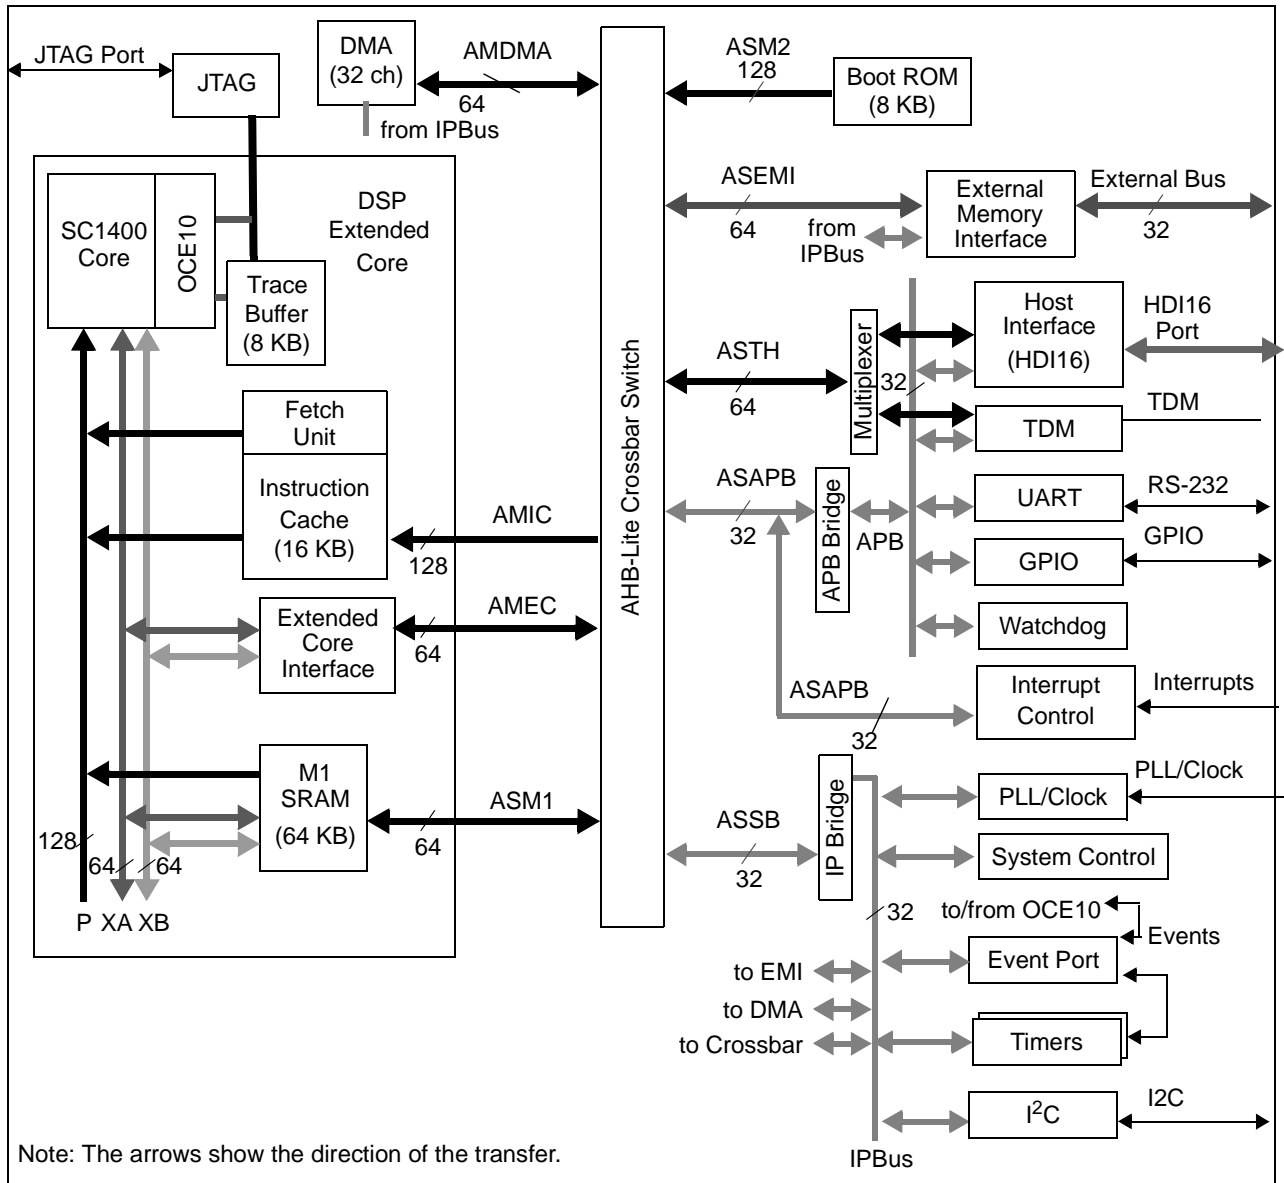 JTAG Port
JTAG
DMA
(32 ch)
AMDMA
64
from IPBus
ASM2
128
Boot ROM
(8 KB)
DSP
Extended
Core
SC1400
Core
OCE10
Trace
Buffer
(8 KB)
ASEMI
64
from
IPBus
External
Memory
Interface
External Bus
32
AHB-Lite Crossbar Switch
ASTH
64
Multiplexer
32
Host
Interface
(HDI16)
HDI16
Port
TDM
TDM
Fetch
Unit
Instruction
Cache
(16 KB)
AMIC
128
ASAPB
32
APB Bridge
APB
UART
RS-232
GPIO
GPIO
Watchdog
Extended
Core
Interface
AMEC
64
ASAPB
32
Interrupt
Control
Interrupts
M1
SRAM
(64 KB)
ASM1
64
128
64
64
P XA XB
ASSB
32
IP Bridge
32
PLL/Clock
PLL/Clock
System Control
to/from OCE10
Events
Event Port
to EMI
to DMA
to Crossbar
Timers
I2C
I2C
IPBus
Note: The arrows show the direction of the transfer.